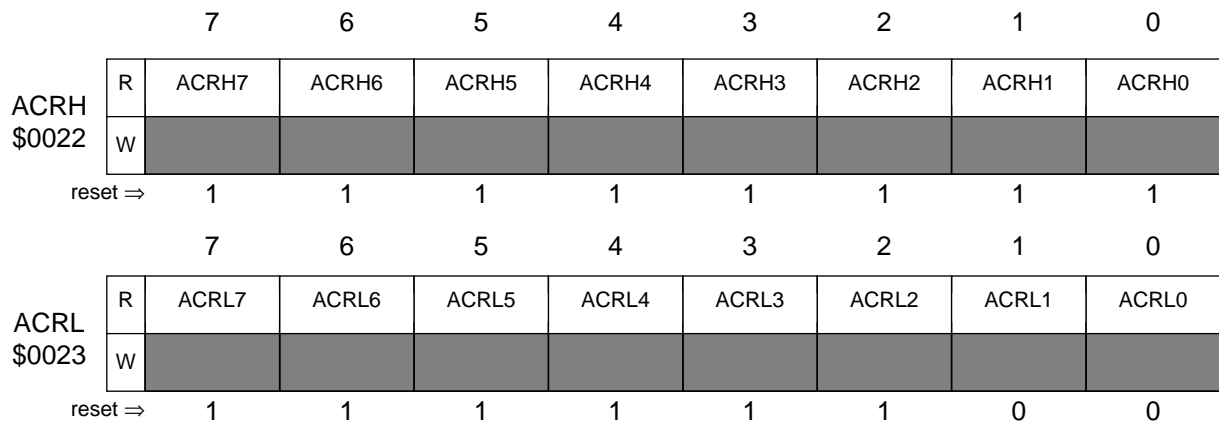 7 6 5 4 3 2 1 0
ACRH $0022
R ACRH7 ACRH6 ACRH5 ACRH4 ACRH3 ACRH2 ACRH1 ACRH0
W
reset ⇒ 1 1 1 1 1 1 1 1
7 6 5 4 3 2 1 0
ACRL $0023
R ACRL7 ACRL6 ACRL5 ACRL4 ACRL3 ACRL2 ACRL1 ACRL0
W
reset ⇒ 1 1 1 1 1 1 0 0